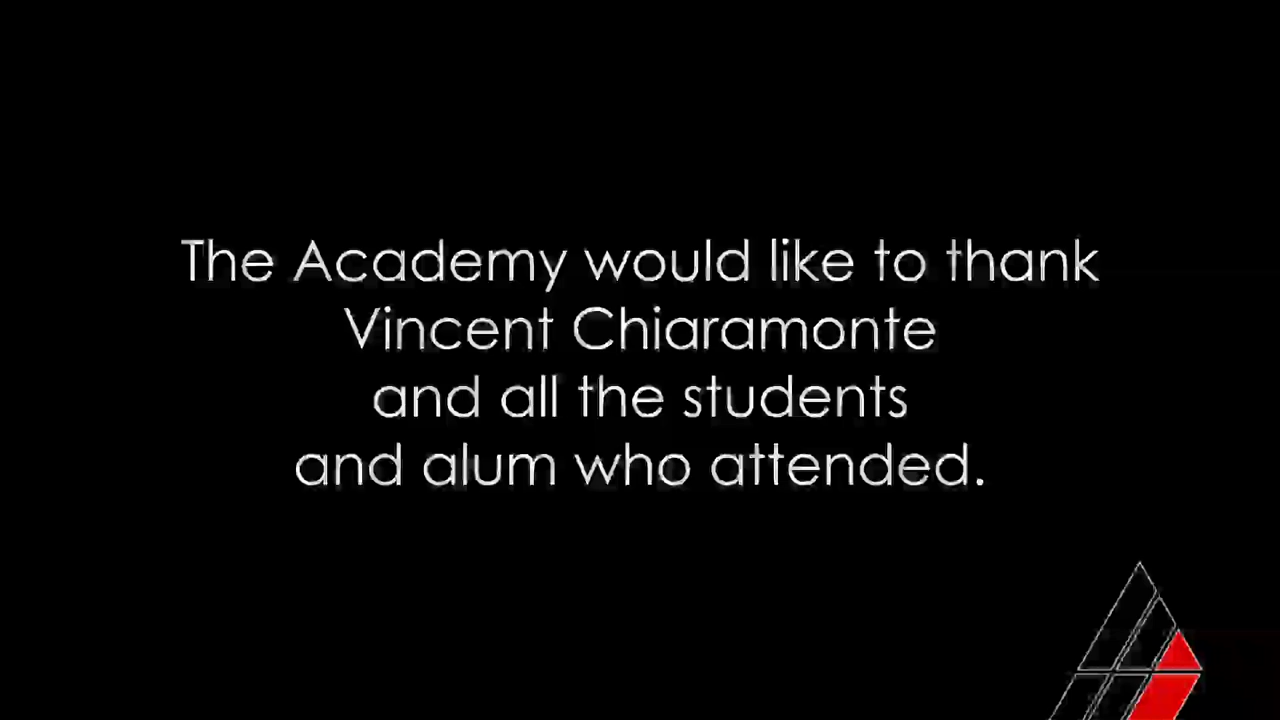 The Academy would like to thank
Vincent Chiaramonte
and all the students
and alum who attended.